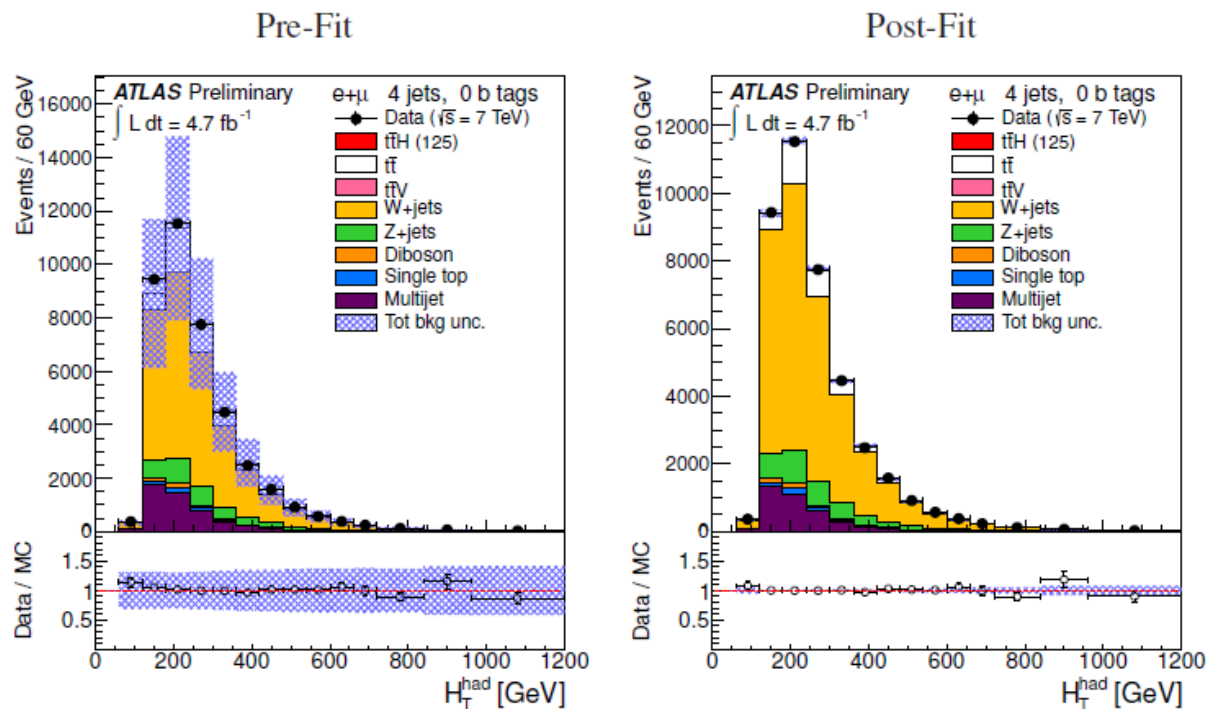 Pre-Fit
Events / 60 GeV
16000
14000
12000
10000
8000
6000
4000
2000
0
ATLAS Preliminary
∫ L dt = 4.7 fb⁻¹
e+μ 4 jets, 0 b tags
Data (√s = 7 TeV)
tt̄H (125)
tt̄
tt̄V
W+jets
Z+jets
Diboson
Single top
Multijet
Tot bkg unc.
Data / MC
1.5
1
0.5
0 200 400 600 800 1000 1200
H_T^had [GeV]
Post-Fit
Events / 60 GeV
12000
10000
8000
6000
4000
2000
0
ATLAS Preliminary
∫ L dt = 4.7 fb⁻¹
e+μ 4 jets, 0 b tags
Data (√s = 7 TeV)
tt̄H (125)
tt̄
tt̄V
W+jets
Z+jets
Diboson
Single top
Multijet
Tot bkg unc.
Data / MC
1.5
1
0.5
0 200 400 600 800 1000 1200
H_T^had [GeV]